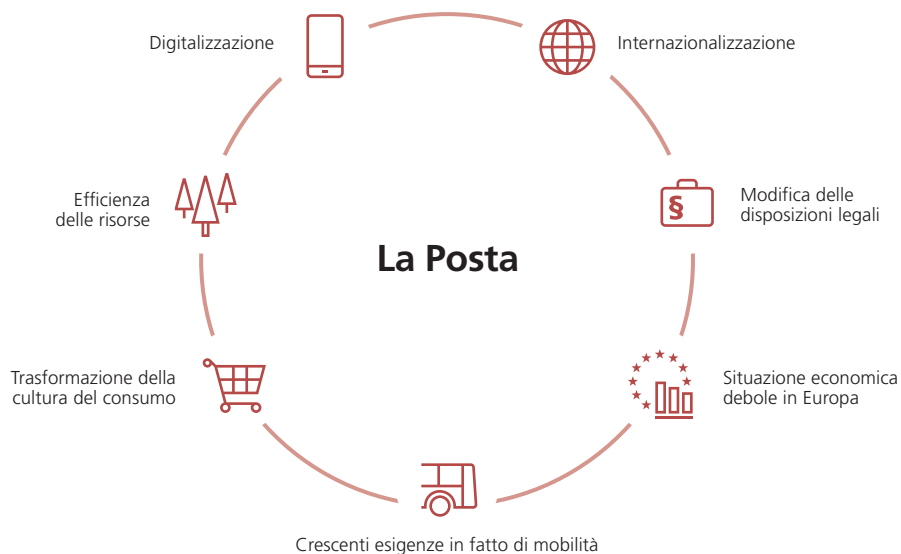 Digitalizzazione
Internazionalizzazione
Efficienza
delle risorse
§
Modifica delle
disposizioni legali
La Posta
Trasformazione della
cultura del consumo
Situazione economica
debole in Europa
Crescenti esigenze in fatto di mobilità